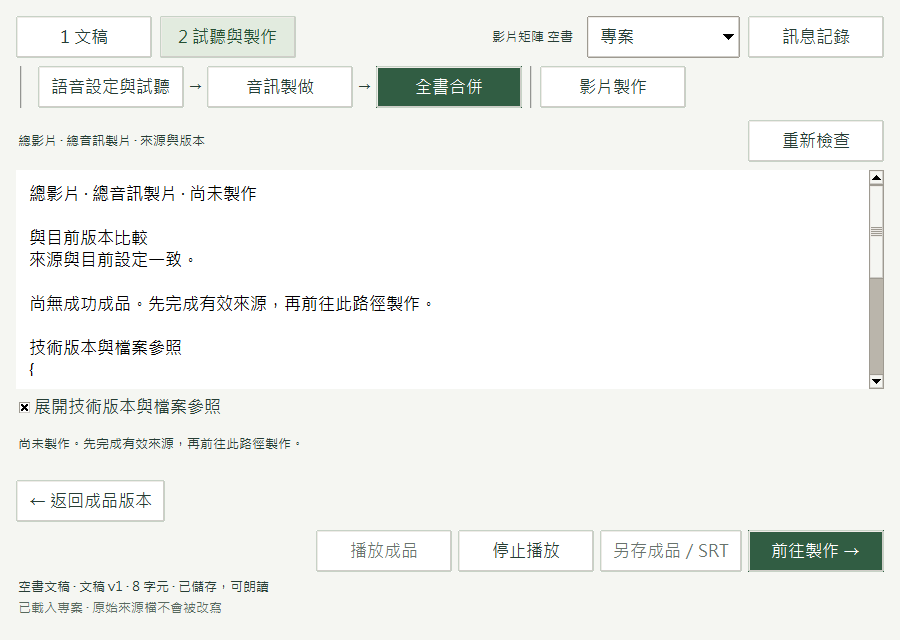 1 文稿
2 試聽與製作
影片矩陣 空書
專案
訊息記錄
語音設定與試聽
→
音訊製做
→
全書合併
影片製作
總影片 · 總音訊製片 · 來源與版本
重新檢查
總影片 · 總音訊製片 · 尚未製作
與目前版本比較
來源與目前設定一致。
尚無成功成品。先完成有效來源，再前往此路徑製作。
技術版本與檔案參照
{
展開技術版本與檔案參照
尚未製作。先完成有效來源，再前往此路徑製作。
← 返回成品版本
播放成品
停止播放
另存成品 / SRT
前往製作 →
空書文稿 · 文稿 v1 · 8 字元 · 已儲存，可朗讀
已載入專案 · 原始來源檔不會被改寫